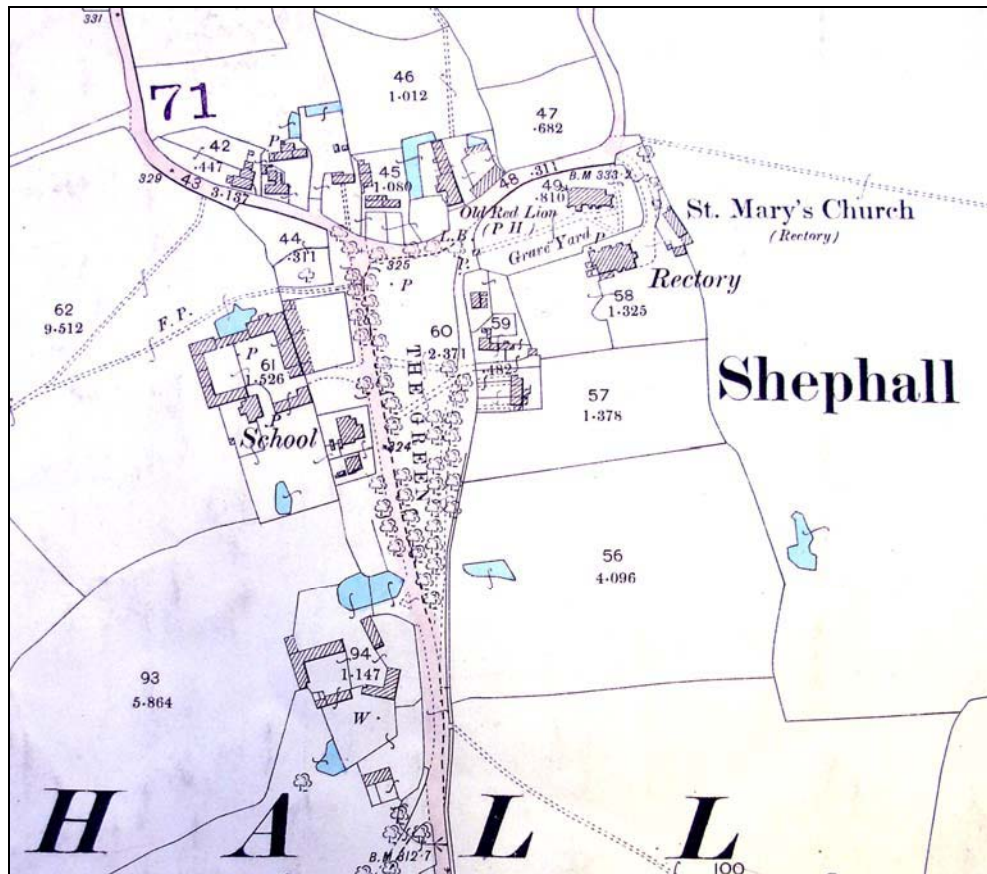 331
71
46
1·012
47
·682
42
·447
P
45
1·080
329
43
3·137
48
·311
B.M 333·2
49
·810
Old Red Lion
(P H)
L.B
P.
Grave Yard
P
St. Mary's Church
(Rectory)
Rectory
44
·311
325
P
58
1·325
62
9·512
F.P.
60
2·371
59
·482
THE GREEN
P
61
1·526
P
School
324
57
1·378
Shephall
56
4·096
94
1·147
93
5·864
W
H A L L
B.M 312·7
100